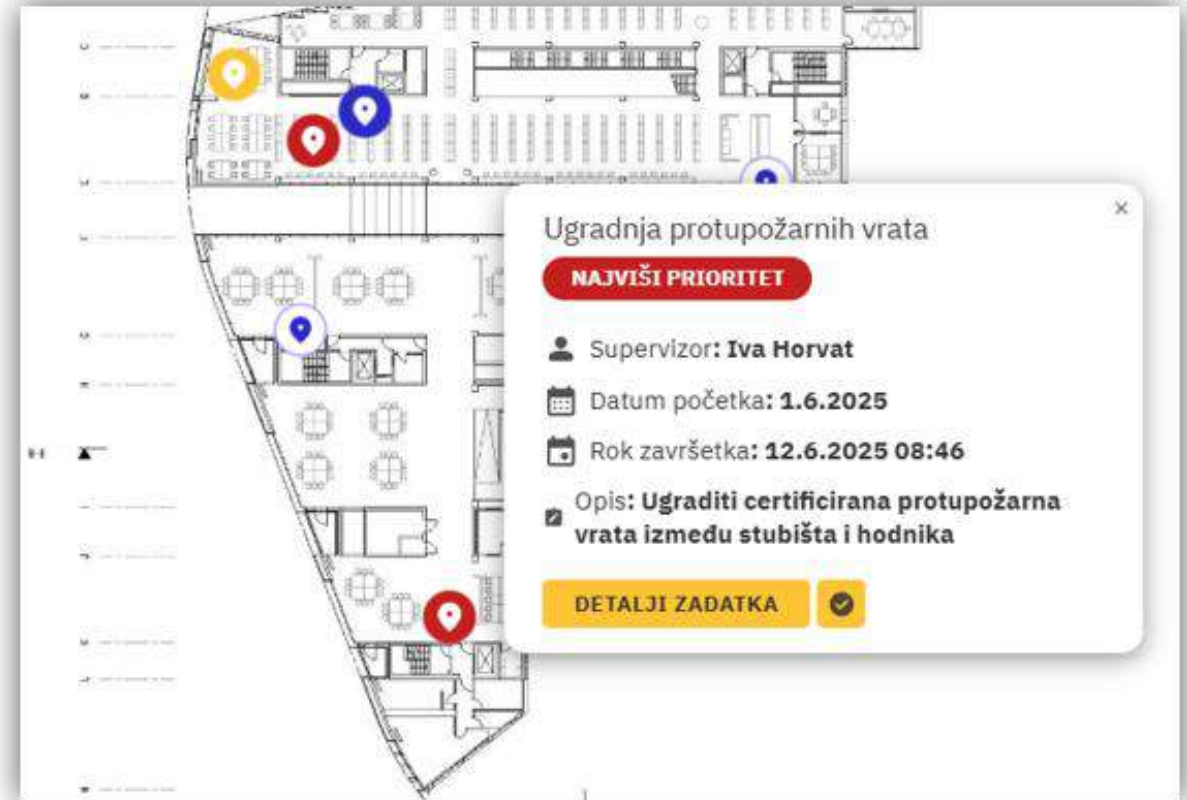 Ugradnja protupožarnih vrata
NAJVIŠI PRIORITET
Supervizor: Iva Horvat
Datum početka: 1.6.2025
Rok završetka: 12.6.2025 08:46
Opis: Ugraditi certificirana protupožarna
vrata između stubišta i hodnika
DETALJI ZADATKA